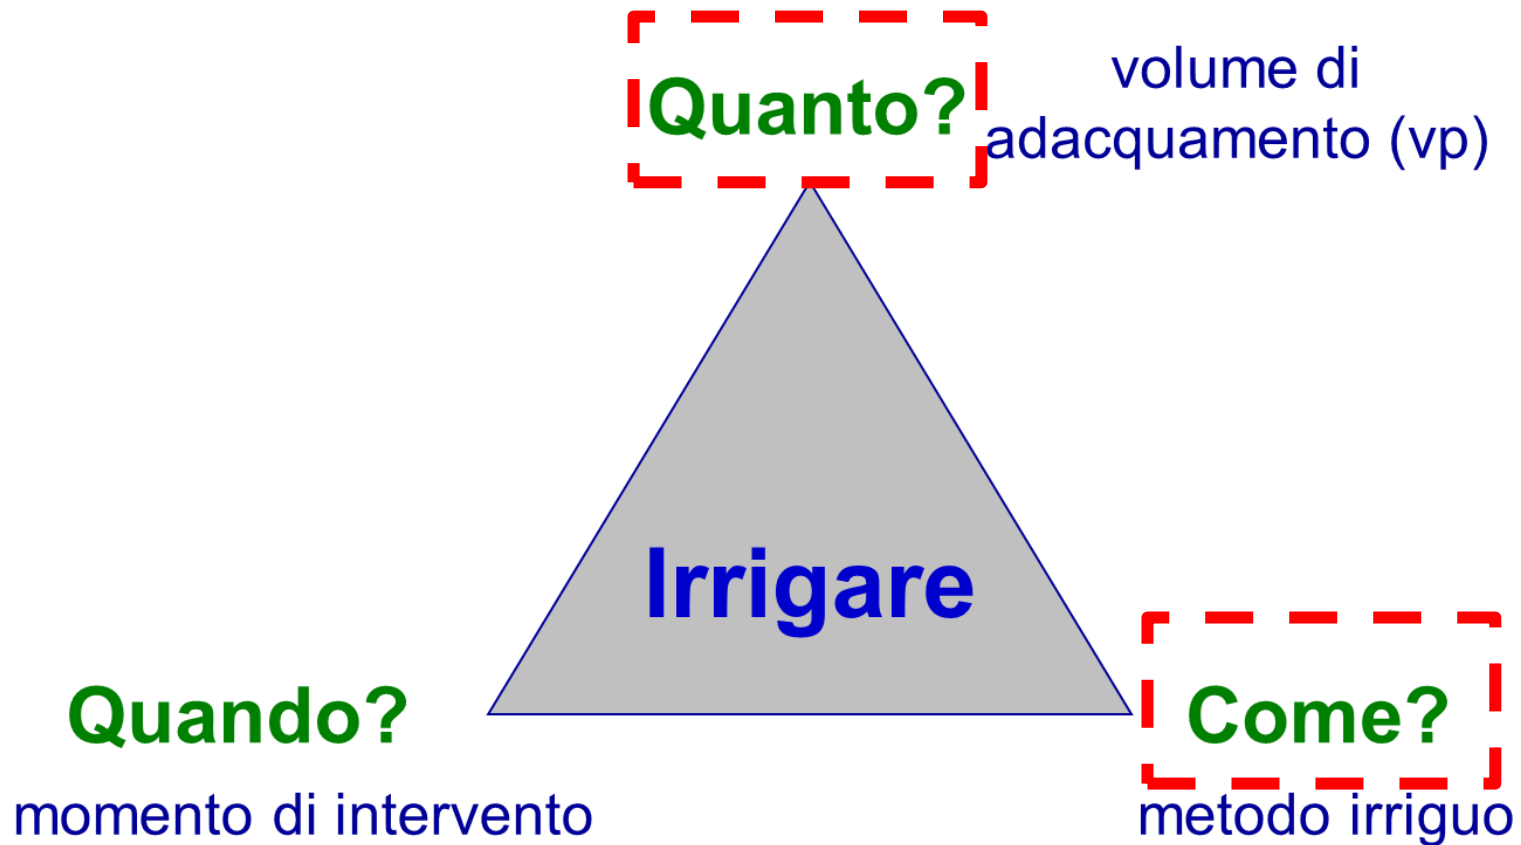 Quanto?
volume di
adacquamento (vp)
Irrigare
Quando?
momento di intervento
Come?
metodo irriguo